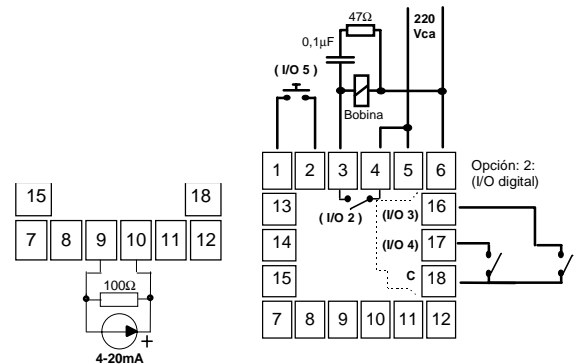 15 18
7 8 9 10 11 12
100Ω
+
4-20mA
47Ω
0,1µF
220
Vca
( I/O 5 )
Bobina
1 2 3 4 5 6
Opción: 2:
(I/O digital)
13 ( I/O 2 ) (I/O 3) 16
14 (I/O 4) 17
15 C 18
7 8 9 10 11 12